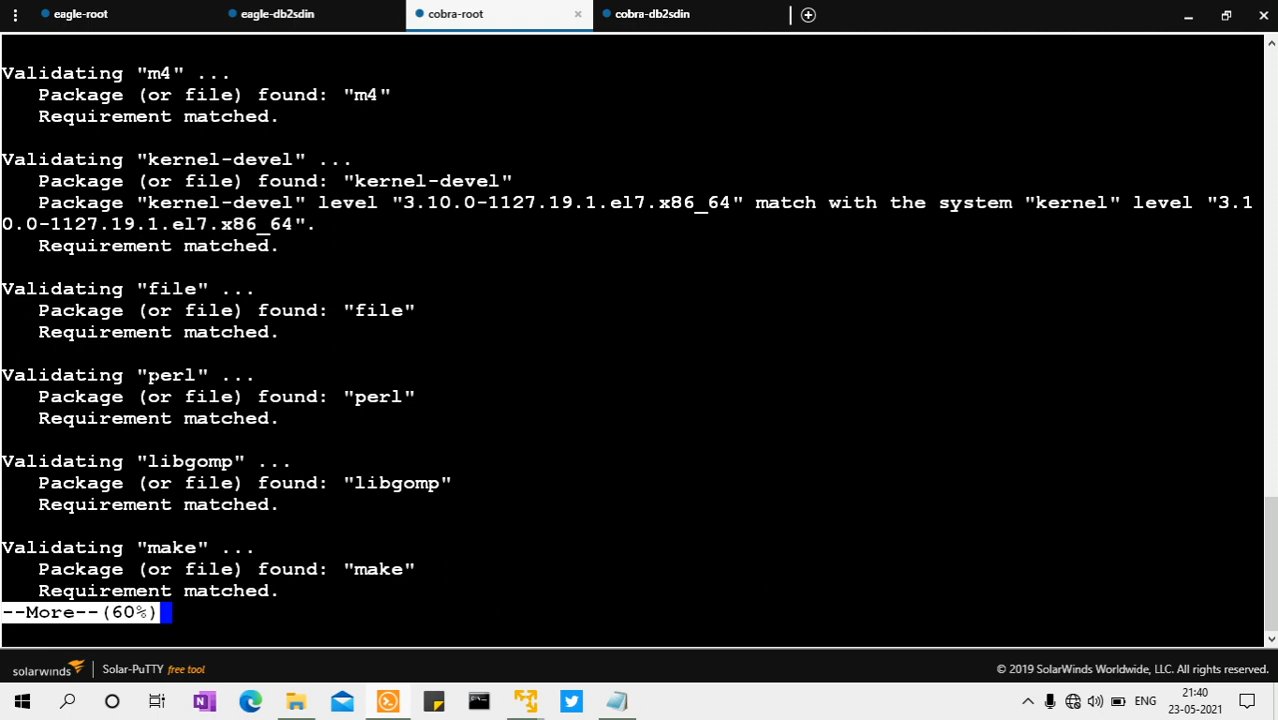 eagle-root
eagle-db2sdin
cobra-root
cobra-db2sdin
Validating "m4" ...
Package (or file) found: "m4"
Requirement matched.
Validating "kernel-devel" ...
Package (or file) found: "kernel-devel"
Package "kernel-devel" level "3.10.0-1127.19.1.el7.x86_64" match with the system "kernel" level "3.1
0.0-1127.19.1.el7.x86_64".
Requirement matched.
Validating "file" ...
Package (or file) found: "file"
Requirement matched.
Validating "perl" ...
Package (or file) found: "perl"
Requirement matched.
Validating "libgomp" ...
Package (or file) found: "libgomp"
Requirement matched.
Validating "make" ...
Package (or file) found: "make"
Requirement matched.
--More--(60%)
solarwinds Solar-PuTTY free tool
© 2019 SolarWinds Worldwide, LLC. All rights reserved.
ENG
21:40
23-05-2021